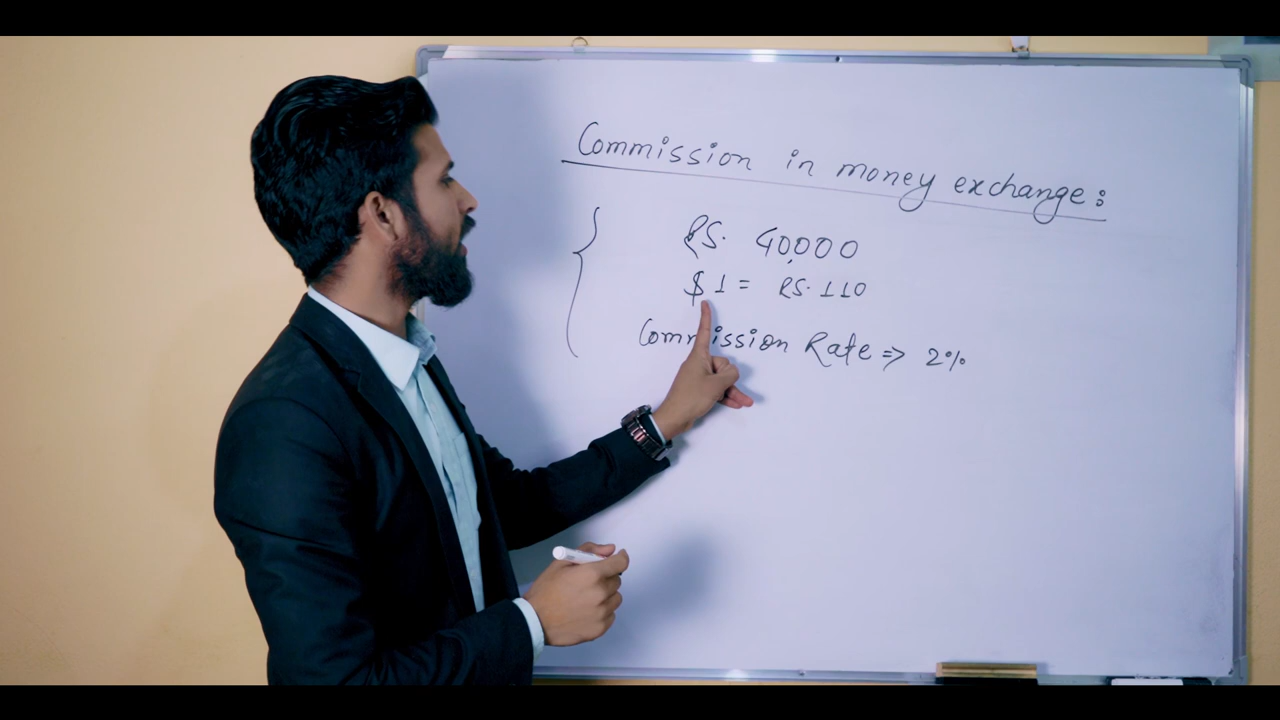 Commission in money exchange:
RS. 40,000
$1 = RS. 110
Commission Rate => 2%